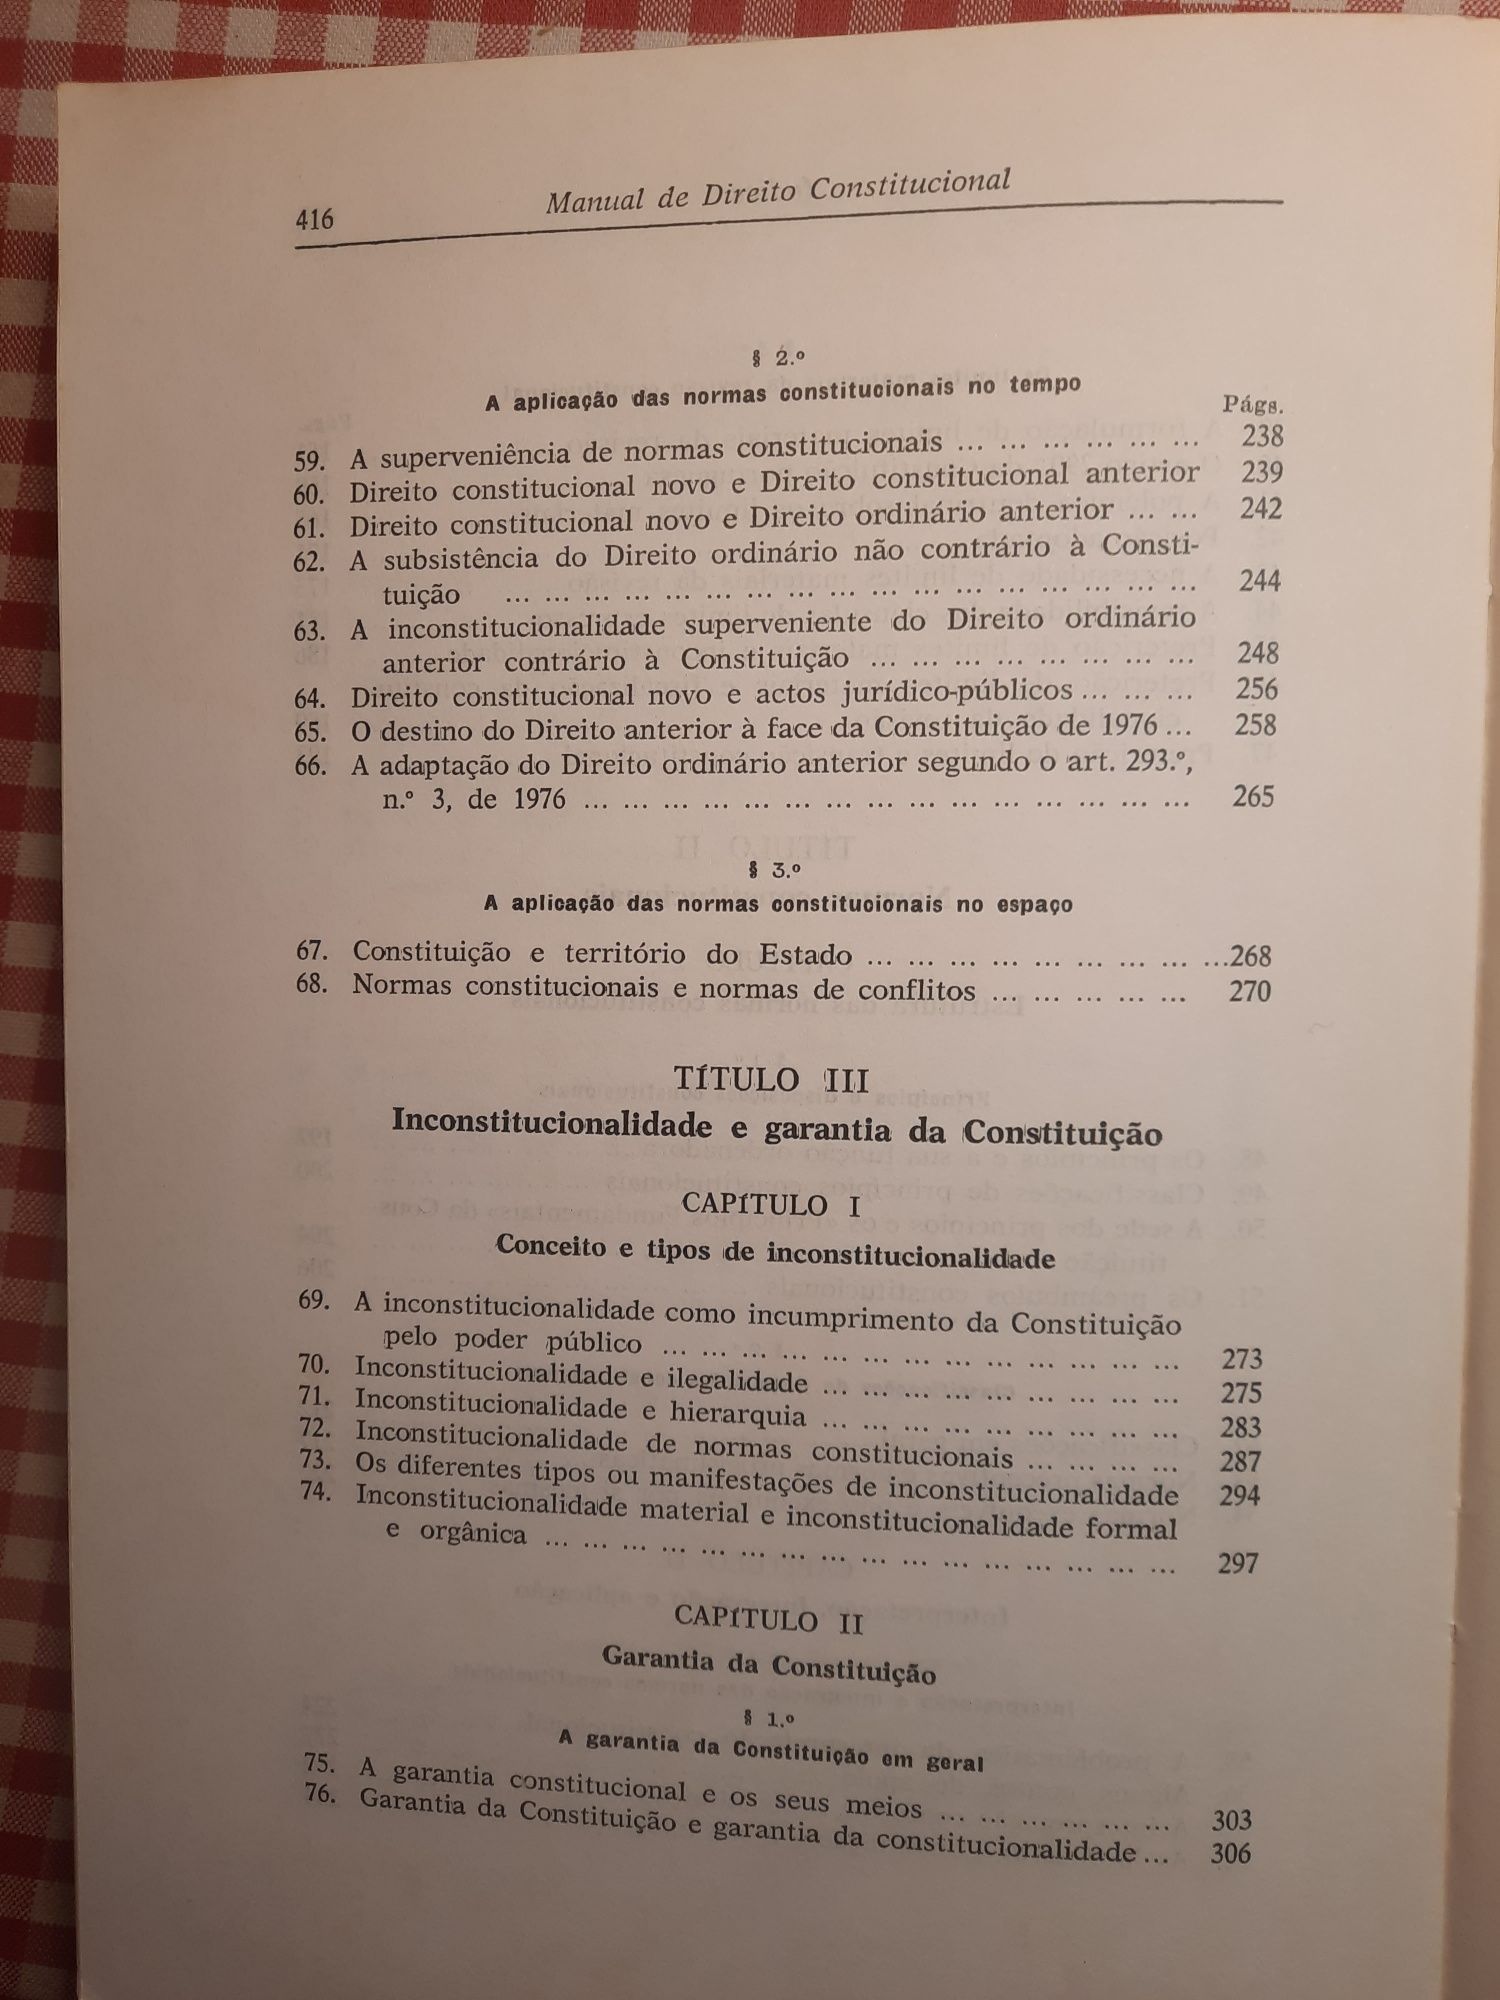 416
Manual de Direito Constitucional
§ 2.º
A aplicação das normas constitucionais no tempo
Págs.
59. A superveniência de normas constitucionais ... ... ... ... ... ... 238
60. Direito constitucional novo e Direito constitucional anterior 239
61. Direito constitucional novo e Direito ordinário anterior ... ... 242
62. A subsistência do Direito ordinário não contrário à Consti-
tuição ... ... ... ... ... ... ... ... ... ... ... ... ... ... ... ... ... 244
63. A inconstitucionalidade superveniente do Direito ordinário
anterior contrário à Constituição ... ... ... ... ... ... ... ... 248
64. Direito constitucional novo e actos jurídico-públicos ... ... ... 256
65. O destino do Direito anterior à face da Constituição de 1976 ... 258
66. A adaptação do Direito ordinário anterior segundo o art. 293.º,
n.º 3, de 1976 ... ... ... ... ... ... ... ... ... ... ... ... ... ... ... 265
§ 3.º
A aplicação das normas constitucionais no espaço
67. Constituição e território do Estado ... ... ... ... ... ... ... ... ...268
68. Normas constitucionais e normas de conflitos ... ... ... ... ... 270
TÍTULO III
Inconstitucionalidade e garantia da Constituição
CAPÍTULO I
Conceito e tipos de inconstitucionalidade
69. A inconstitucionalidade como incumprimento da Constituição
pelo poder público ... ... ... ... ... ... ... ... ... ... ... ... ... 273
70. Inconstitucionalidade e ilegalidade ... ... ... ... ... ... ... ... ... 275
71. Inconstitucionalidade e hierarquia ... ... ... ... ... ... ... ... ... 283
72. Inconstitucionalidade de normas constitucionais ... ... ... ... 287
73. Os diferentes tipos ou manifestações de inconstitucionalidade 294
74. Inconstitucionalidade material e inconstitucionalidade formal
e orgânica ... ... ... ... ... ... ... ... ... ... ... ... ... ... ... ... 297
CAPÍTULO II
Garantia da Constituição
§ 1.º
A garantia da Constituição em geral
75. A garantia constitucional e os seus meios ... ... ... ... ... ... 303
76. Garantia da Constituição e garantia da constitucionalidade ... 306